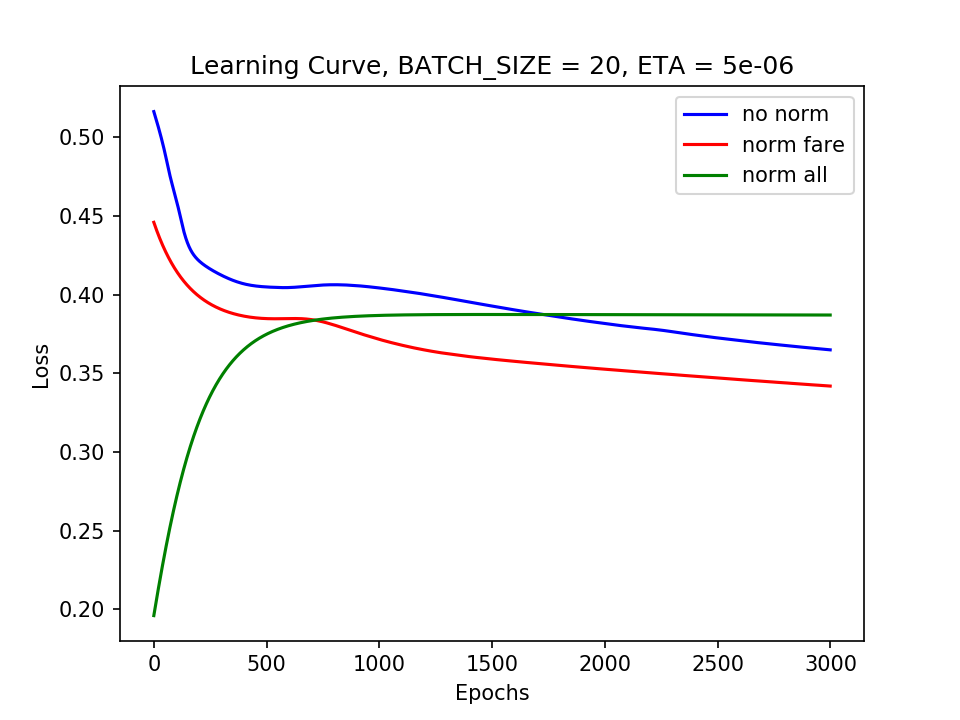 Learning Curve, BATCH_SIZE = 20, ETA = 5e-06
no norm
norm fare
norm all
0.50
0.45
0.40
0.35
0.30
0.25
0.20
Loss
0 500 1000 1500 2000 2500 3000
Epochs